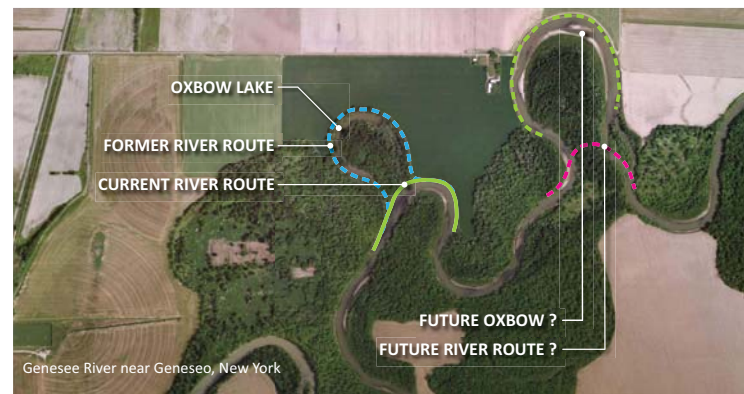 OXBOW LAKE
FORMER RIVER ROUTE
CURRENT RIVER ROUTE
FUTURE OXBOW ?
FUTURE RIVER ROUTE ?
Genesee River near Geneseo, New York